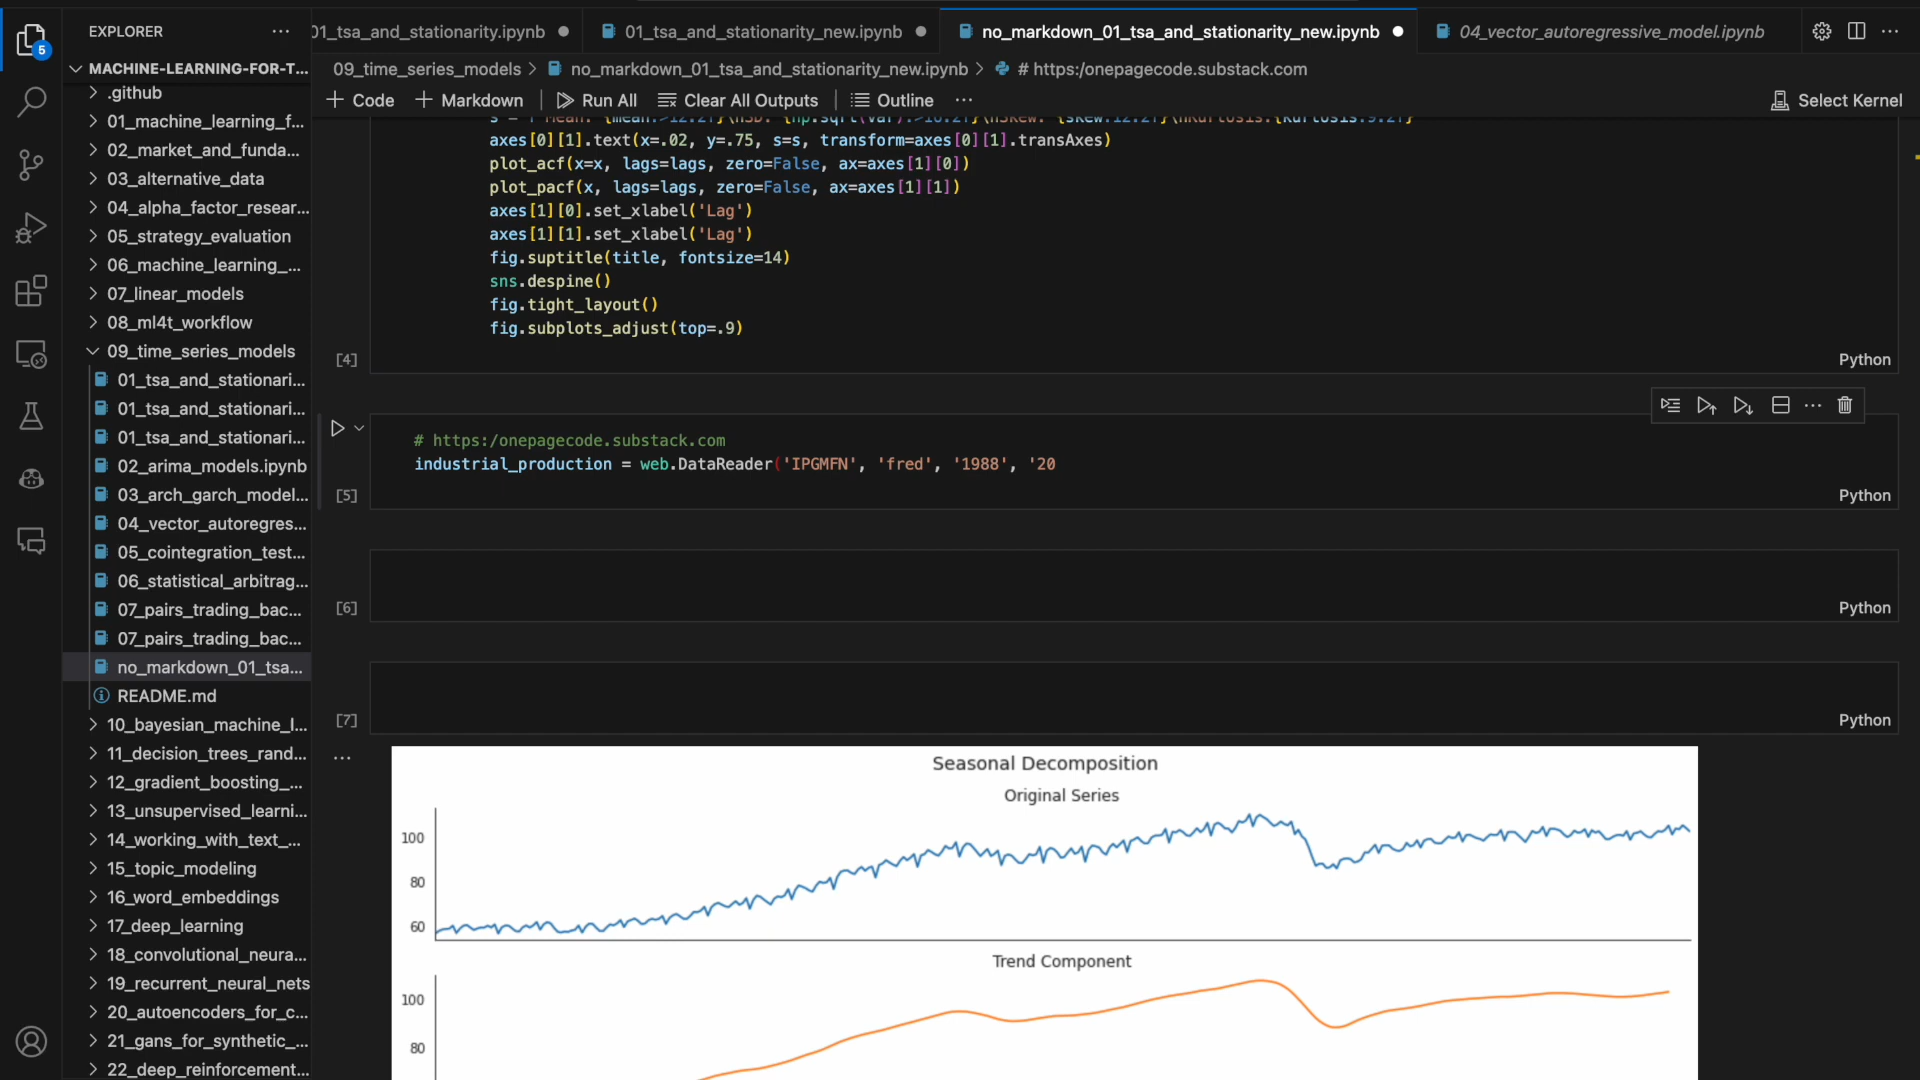 EXPLORER
01_tsa_and_stationarity.ipynb
01_tsa_and_stationarity_new.ipynb
no_markdown_01_tsa_and_stationarity_new.ipynb
04_vector_autoregressive_model.ipynb
09_time_series_models > no_markdown_01_tsa_and_stationarity_new.ipynb > # https:/onepagecode.substack.com
+ Code + Markdown Run All Clear All Outputs Outline ... Select Kernel
5
MACHINE-LEARNING-FOR-T...
.github
01_machine_learning_f...
02_market_and_funda...
03_alternative_data
04_alpha_factor_resear...
05_strategy_evaluation
06_machine_learning_...
07_linear_models
08_ml4t_workflow
09_time_series_models
01_tsa_and_stationari...
01_tsa_and_stationari...
01_tsa_and_stationari...
02_arima_models.ipynb
03_arch_garch_model...
04_vector_autoregres...
05_cointegration_test...
06_statistical_arbitrag...
07_pairs_trading_bac...
07_pairs_trading_bac...
no_markdown_01_tsa...
README.md
10_bayesian_machine_l...
11_decision_trees_rand...
12_gradient_boosting_...
13_unsupervised_learni...
14_working_with_text_...
15_topic_modeling
16_word_embeddings
17_deep_learning
18_convolutional_neura...
19_recurrent_neural_nets
20_autoencoders_for_c...
21_gans_for_synthetic_...
22_deep_reinforcement...
axes[0][1].text(x=.02, y=.75, s=s, transform=axes[0][1].transAxes)
plot_acf(x=x, lags=lags, zero=False, ax=axes[1][0])
plot_pacf(x, lags=lags, zero=False, ax=axes[1][1])
axes[1][0].set_xlabel('Lag')
axes[1][1].set_xlabel('Lag')
fig.suptitle(title, fontsize=14)
sns.despine()
fig.tight_layout()
fig.subplots_adjust(top=.9)
[4] Python
# https:/onepagecode.substack.com
industrial_production = web.DataReader('IPGMFN', 'fred', '1988', '20
[5] Python
[6] Python
[7] Python
Seasonal Decomposition
Original Series
100
80
60
Trend Component
100
80